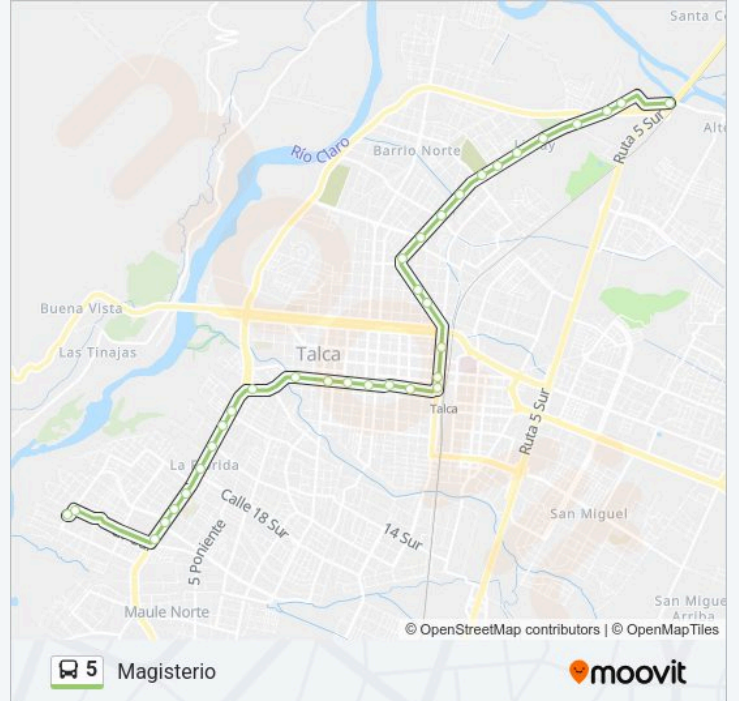 Santa C
Río Claro
Barrio Norte
Ruta 5 Sur
Alte
Buena Vista
Las Tinajas
Talca
Talca
Ruta 5 Sur
La Florida
Calle 18 Sur
14 Sur
San Miguel
5 Poniente
Maule Norte
San Migue
Arriba
© OpenStreetMap contributors | © OpenMapTiles
5 Magisterio
moovit